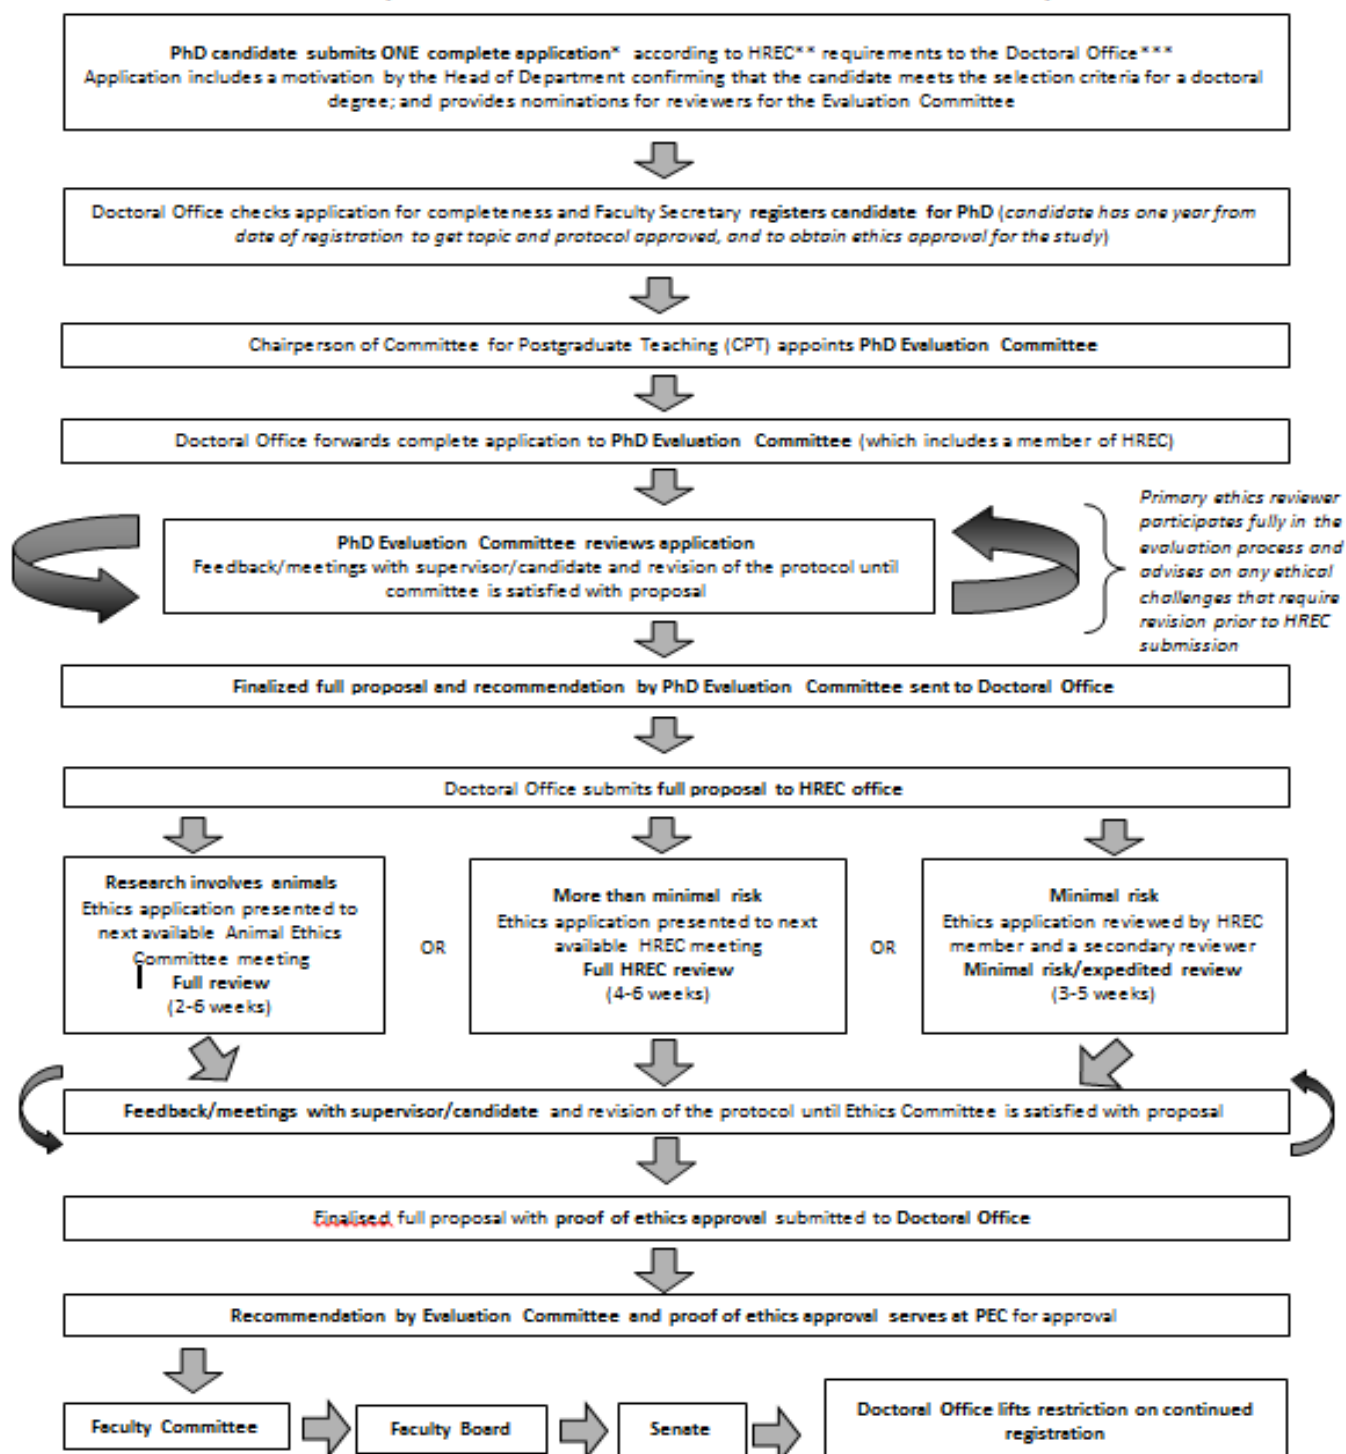 PhD candidate submits ONE complete application* according to HREC** requirements to the Doctoral Office***
Application includes a motivation by the Head of Department confirming that the candidate meets the selection criteria for a doctoral
degree; and provides nominations for reviewers for the Evaluation Committee
Doctoral Office checks application for completeness and Faculty Secretary registers candidate for PhD (candidate has one year from
date of registration to get topic and protocol approved, and to obtain ethics approval for the study)
Chairperson of Committee for Postgraduate Teaching (CPT) appoints PhD Evaluation Committee
Doctoral Office forwards complete application to PhD Evaluation Committee (which includes a member of HREC)
PhD Evaluation Committee reviews application
Feedback/meetings with supervisor/candidate and revision of the protocol until
committee is satisfied with proposal
Primary ethics reviewer
participates fully in the
evaluation process and
advises on any ethical
challenges that require
revision prior to HREC
submission
Finalized full proposal and recommendation by PhD Evaluation Committee sent to Doctoral Office
Doctoral Office submits full proposal to HREC office
Research involves animals
Ethics application presented to
next available Animal Ethics
Committee meeting
Full review
(2-6 weeks)
OR
More than minimal risk
Ethics application presented to next
available HREC meeting
Full HREC review
(4-6 weeks)
OR
Minimal risk
Ethics application reviewed by HREC
member and a secondary reviewer
Minimal risk/expedited review
(3-5 weeks)
Feedback/meetings with supervisor/candidate and revision of the protocol until Ethics Committee is satisfied with proposal
Finalised full proposal with proof of ethics approval submitted to Doctoral Office
Recommendation by Evaluation Committee and proof of ethics approval serves at PEC for approval
Faculty Committee
Faculty Board
Senate
Doctoral Office lifts restriction on continued
registration